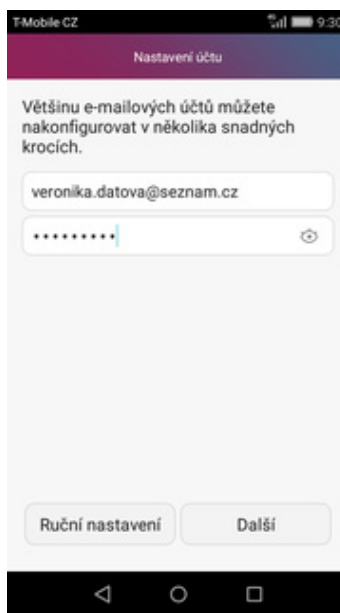 T-Mobile CZ 9:30
Nastavení účtu
Většinu e-mailových účtů můžete
nakonfigurovat v několika snadných
krocích.
veronika.datova@seznam.cz
•••••••••
Ruční nastavení Další